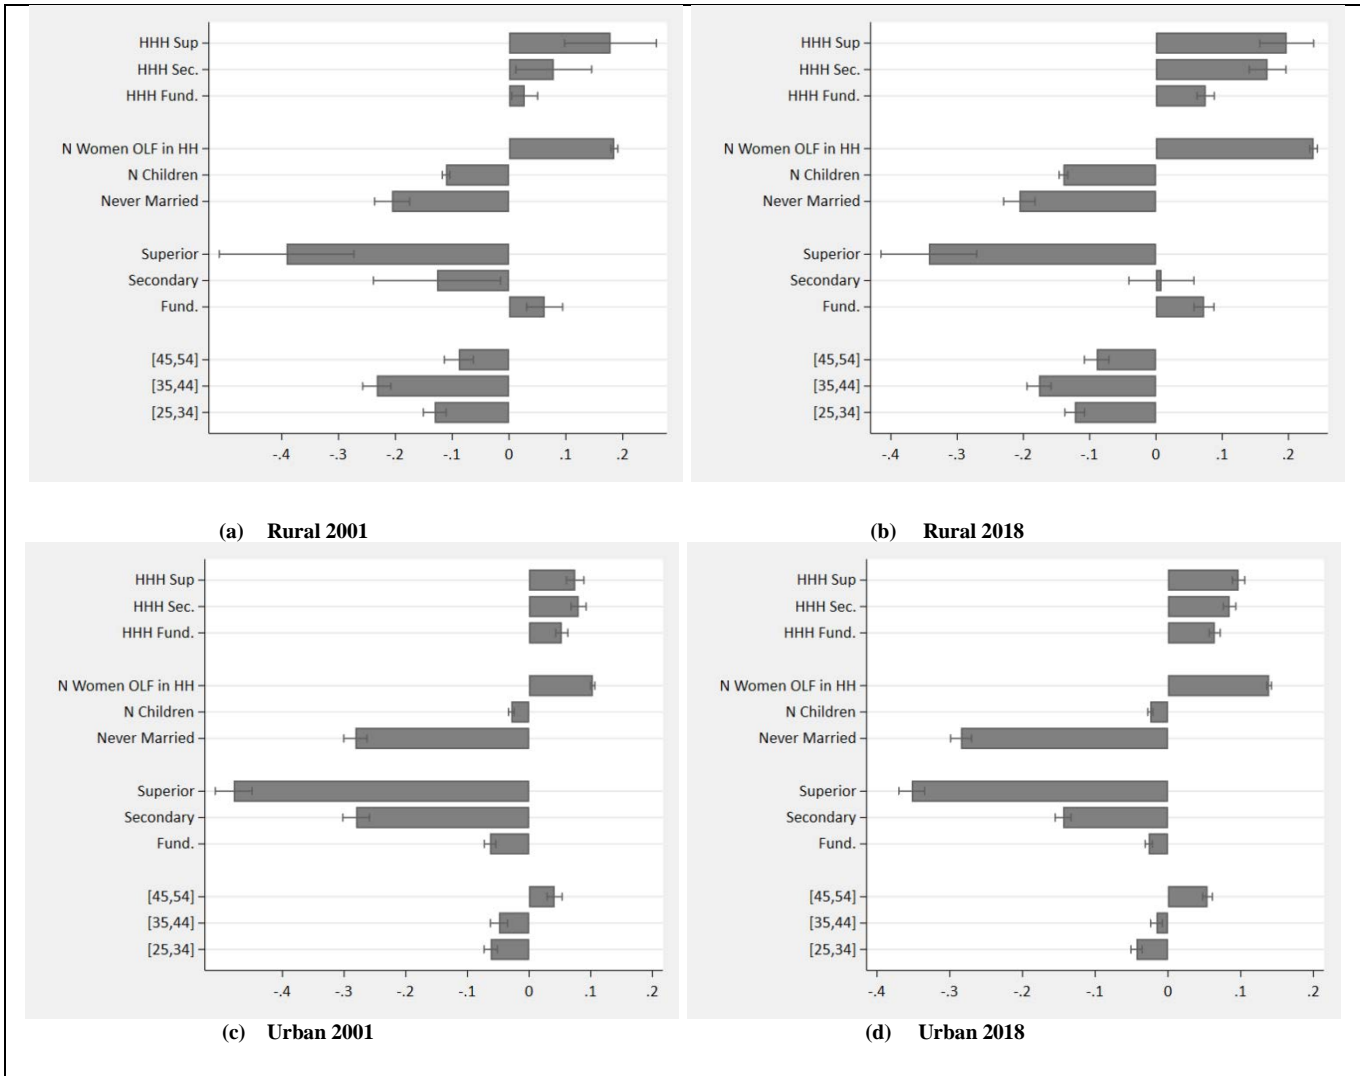 HHH Sup
HHH Sec.
HHH Fund.
N Women OLF in HH
N Children
Never Married
Superior
Secondary
Fund.
[45,54]
[35,44]
[25,34]
-.4 -.3 -.2 -.1 0 .1 .2
(a) Rural 2001
HHH Sup
HHH Sec.
HHH Fund.
N Women OLF in HH
N Children
Never Married
Superior
Secondary
Fund.
[45,54]
[35,44]
[25,34]
-.4 -.3 -.2 -.1 0 .1 .2
(b) Rural 2018
HHH Sup
HHH Sec.
HHH Fund.
N Women OLF in HH
N Children
Never Married
Superior
Secondary
Fund.
[45,54]
[35,44]
[25,34]
-.4 -.3 -.2 -.1 0 .1 .2
(c) Urban 2001
HHH Sup
HHH Sec.
HHH Fund.
N Women OLF in HH
N Children
Never Married
Superior
Secondary
Fund.
[45,54]
[35,44]
[25,34]
-.4 -.3 -.2 -.1 0 .1 .2
(d) Urban 2018